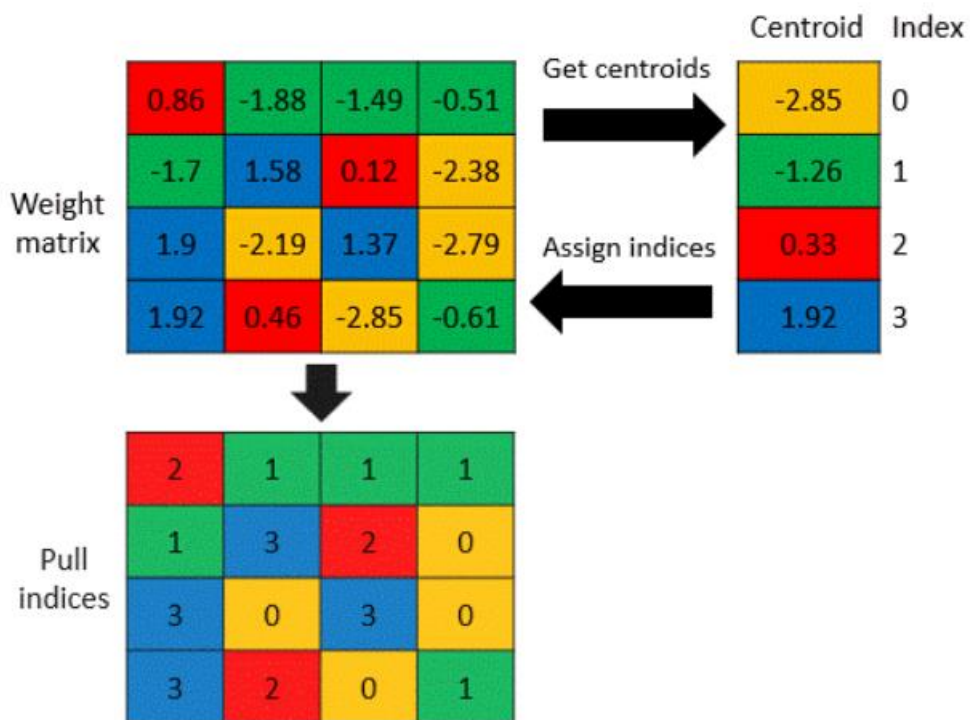 Centroid Index
Get centroids
0.86 -1.88 -1.49 -0.51
-2.85 0
-1.7 1.58 0.12 -2.38
-1.26 1
Weight
matrix
1.9 -2.19 1.37 -2.79
Assign indices
0.33 2
1.92 0.46 -2.85 -0.61
1.92 3
2 1 1 1
1 3 2 0
Pull
indices
3 0 3 0
3 2 0 1